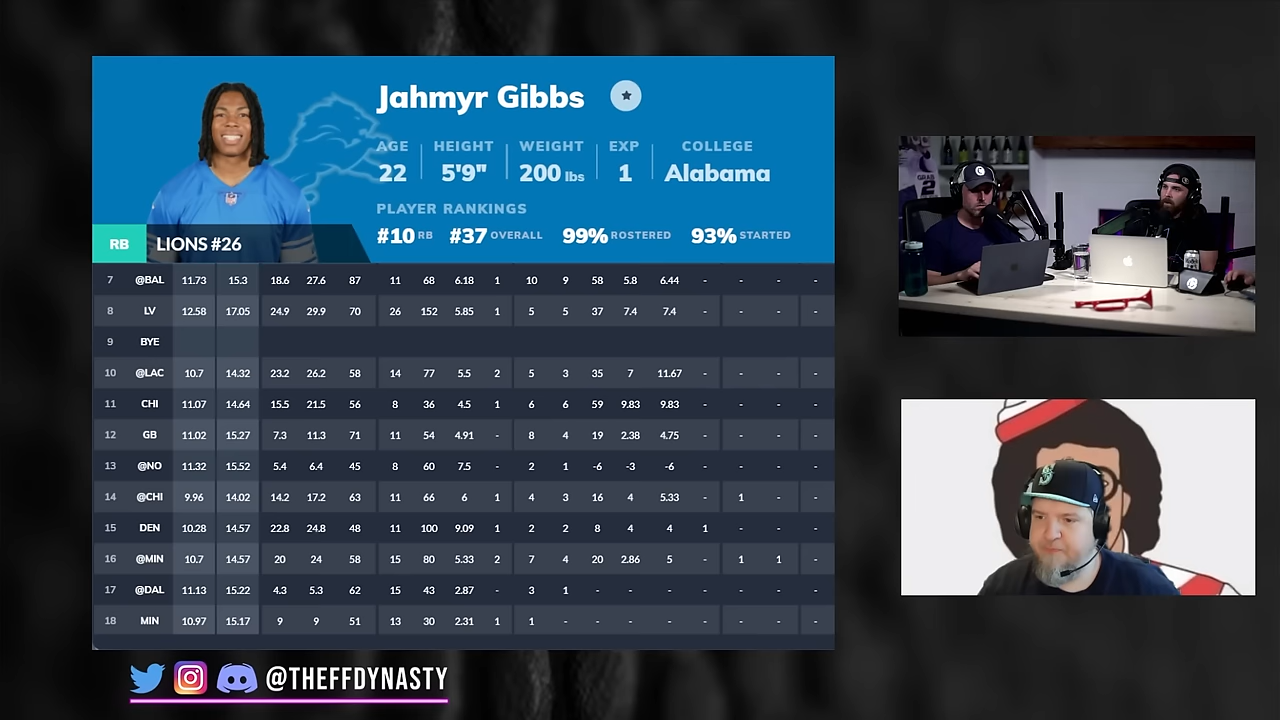 Jahmyr Gibbs
AGE HEIGHT WEIGHT EXP COLLEGE
22 5'9" 200 lbs 1 Alabama
PLAYER RANKINGS
#10 RB #37 OVERALL 99% ROSTERED 93% STARTED
RB LIONS #26
7 @BAL 11.73 15.3 18.6 27.6 37 11 68 6.18 1 10 9 58 5.8 6.44 - - - -
8 LV 12.58 17.05 24.9 29.9 70 26 152 5.85 1 5 5 37 7.4 7.4 - - - -
9 BYE
10 @LAC 10.7 14.32 23.2 26.2 58 14 77 5.5 2 5 3 35 7 11.67 - - - -
11 CHI 11.07 14.64 15.5 21.5 56 8 36 4.5 1 6 6 59 9.83 9.83 - - - -
12 GB 11.02 15.27 7.3 11.3 71 11 54 4.91 - 8 4 19 2.38 4.75 - - - -
13 @NO 11.32 15.52 5.4 6.4 45 8 60 7.5 - 2 1 -6 -3 -6 - - - -
14 @CHI 9.96 14.02 14.2 17.2 63 11 66 6 1 4 3 16 4 5.33 - 1 - -
15 DEN 10.28 14.57 22.8 24.8 48 11 100 9.09 1 2 2 8 4 4 1 - - -
16 @MIN 10.7 14.57 20 24 58 15 80 5.33 2 7 4 20 2.86 5 - 1 1 -
17 @DAL 11.13 15.22 4.3 5.3 62 15 43 2.87 - 3 1 - - - - - - -
18 MIN 10.97 15.17 9 9 51 13 30 2.31 1 1 - - - - - - - -
@THEFFDYNASTY